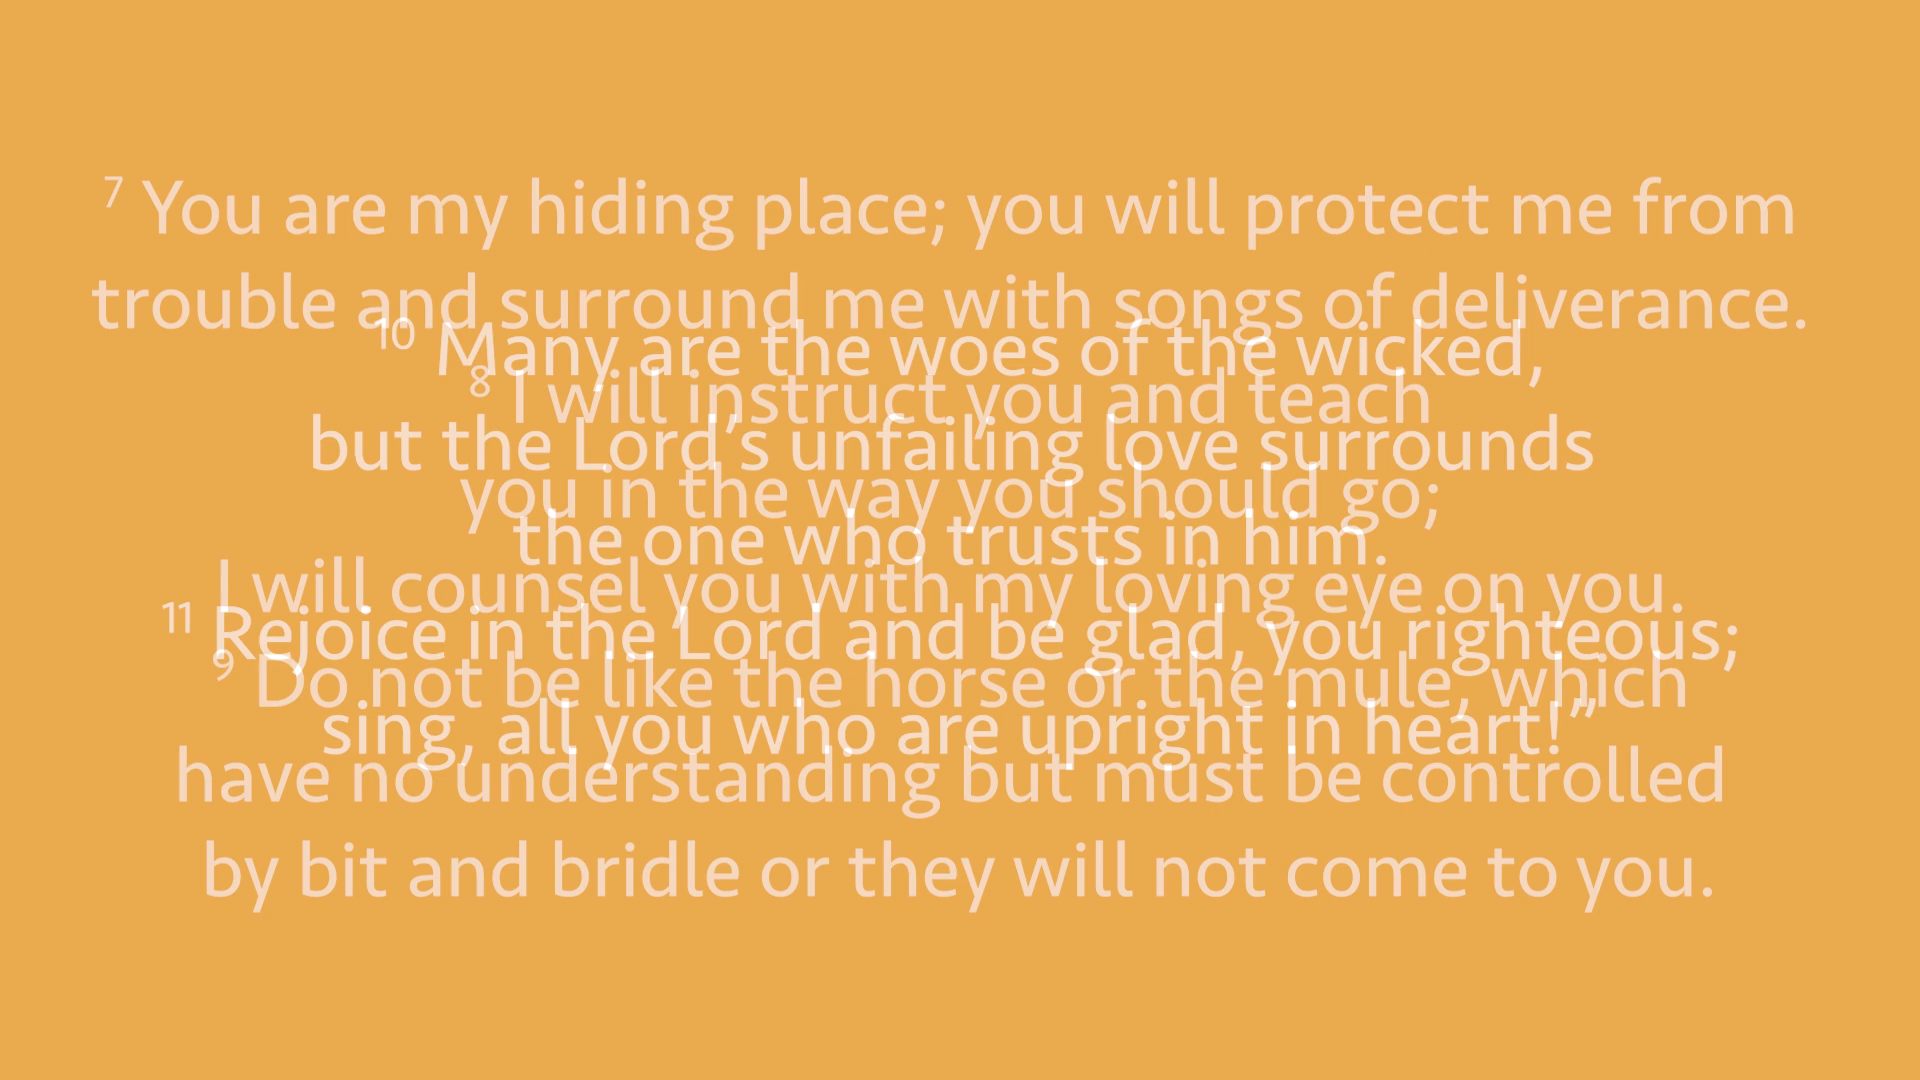 7 You are my hiding place; you will protect me from
trouble and surround me with songs of deliverance.
8 I will instruct you and teach
you in the way you should go;
I will counsel you with my loving eye on you.
9 Do not be like the horse or the mule, which
have no understanding but must be controlled
by bit and bridle or they will not come to you.
10 Many are the woes of the wicked,
but the Lord’s unfailing love surrounds
the one who trusts in him.
11 Rejoice in the Lord and be glad, you righteous;
sing, all you who are upright in heart!”